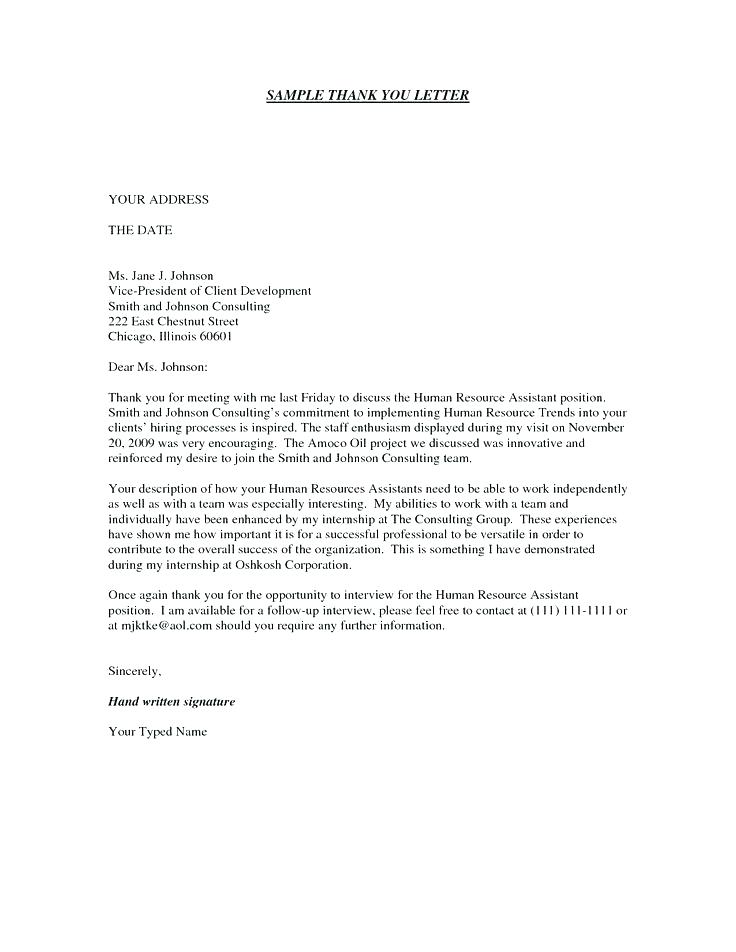 SAMPLE THANK YOU LETTER
YOUR ADDRESS
THE DATE
Ms. Jane J. Johnson
Vice-President of Client Development
Smith and Johnson Consulting
222 East Chestnut Street
Chicago, Illinois 60601
Dear Ms. Johnson:
Thank you for meeting with me last Friday to discuss the Human Resource Assistant position.
Smith and Johnson Consulting's commitment to implementing Human Resource Trends into your
clients' hiring processes is inspired. The staff enthusiasm displayed during my visit on November
20, 2009 was very encouraging.  The Amoco Oil project we discussed was innovative and
reinforced my desire to join the Smith and Johnson Consulting team.
Your description of how your Human Resources Assistants need to be able to work independently
as well as with a team was especially interesting.  My abilities to work with a team and
individually have been enhanced by my internship at The Consulting Group.  These experiences
have shown me how important it is for a successful professional to be versatile in order to
contribute to the overall success of the organization.  This is something I have demonstrated
during my internship at Oshkosh Corporation.
Once again thank you for the opportunity to interview for the Human Resource Assistant
position.  I am available for a follow-up interview, please feel free to contact at (111) 111-1111 or
at mjktke@aol.com should you require any further information.
Sincerely,
Hand written signature
Your Typed Name